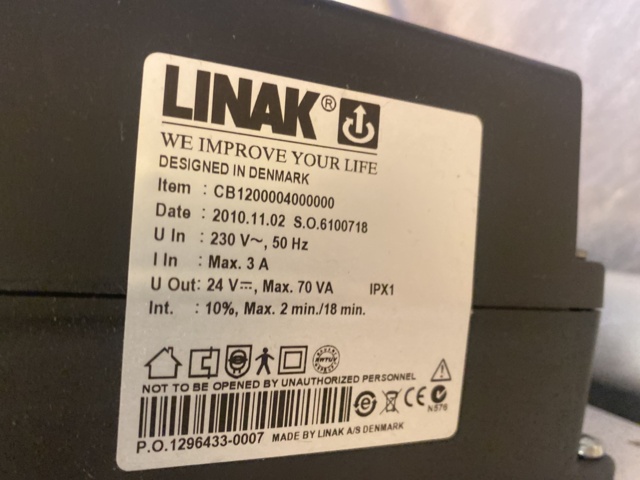 LINAK®
WE IMPROVE YOUR LIFE
DESIGNED IN DENMARK
Item : CB1200004000000
Date : 2010.11.02 S.O.6100718
U In : 230 V~, 50 Hz
I In : Max. 3 A
U Out: 24 V⎓, Max. 70 VA IPX1
Int. : 10%, Max. 2 min./18 min.
NOT TO BE OPENED BY UNAUTHORIZED PERSONNEL
e CE N576
P.O.1296433-0007 MADE BY LINAK A/S DENMARK